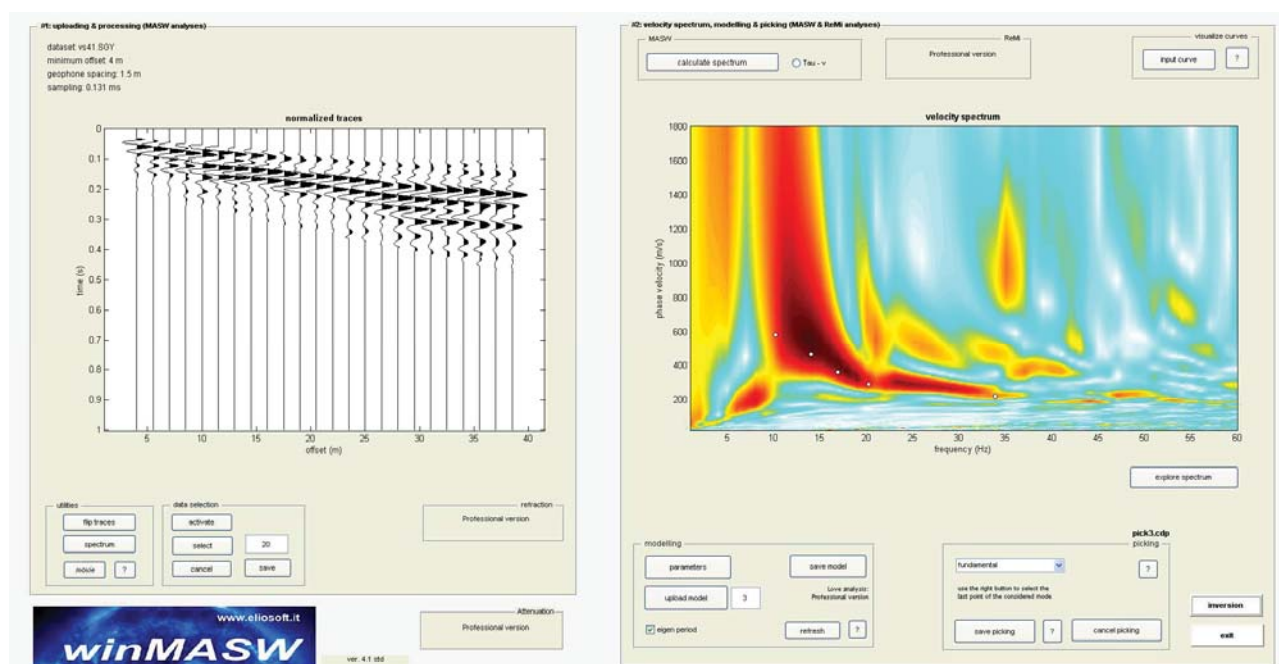 #1: uploading & processing (MASW analyses)
dataset: vs41.SGY
minimum offset: 4 m
geophone spacing: 1.5 m
sampling: 0.131 ms
normalized traces
0
0.1
0.2
0.3
0.4
0.5
0.6
0.7
0.8
0.9
1
time (s)
5 10 15 20 25 30 35 40
offset (m)
utilities
flip traces
spectrum
movie ?
data selection
activate
select 20
cancel save
refraction
Professional version
www.eliosoft.it
winMASW
ver. 4.1 std
Attenuation
Professional version
#2: velocity spectrum, modelling & picking (MASW & ReMi analyses)
MASW
calculate spectrum Tau - v
ReMi
Professional version
visualize curves
input curve ?
velocity spectrum
1800
1600
1400
1200
1000
800
600
400
200
phase velocity (m/s)
5 10 15 20 25 30 35 40 45 50 55 60
frequency (Hz)
explore spectrum
modelling
parameters save model
upload model 3
Love analysis:
Professional version
eigen period refresh ?
pick3.cdp
picking
fundamental ?
use the right button to select the
last point of the considered mode
save picking ? cancel picking
inversion
exit